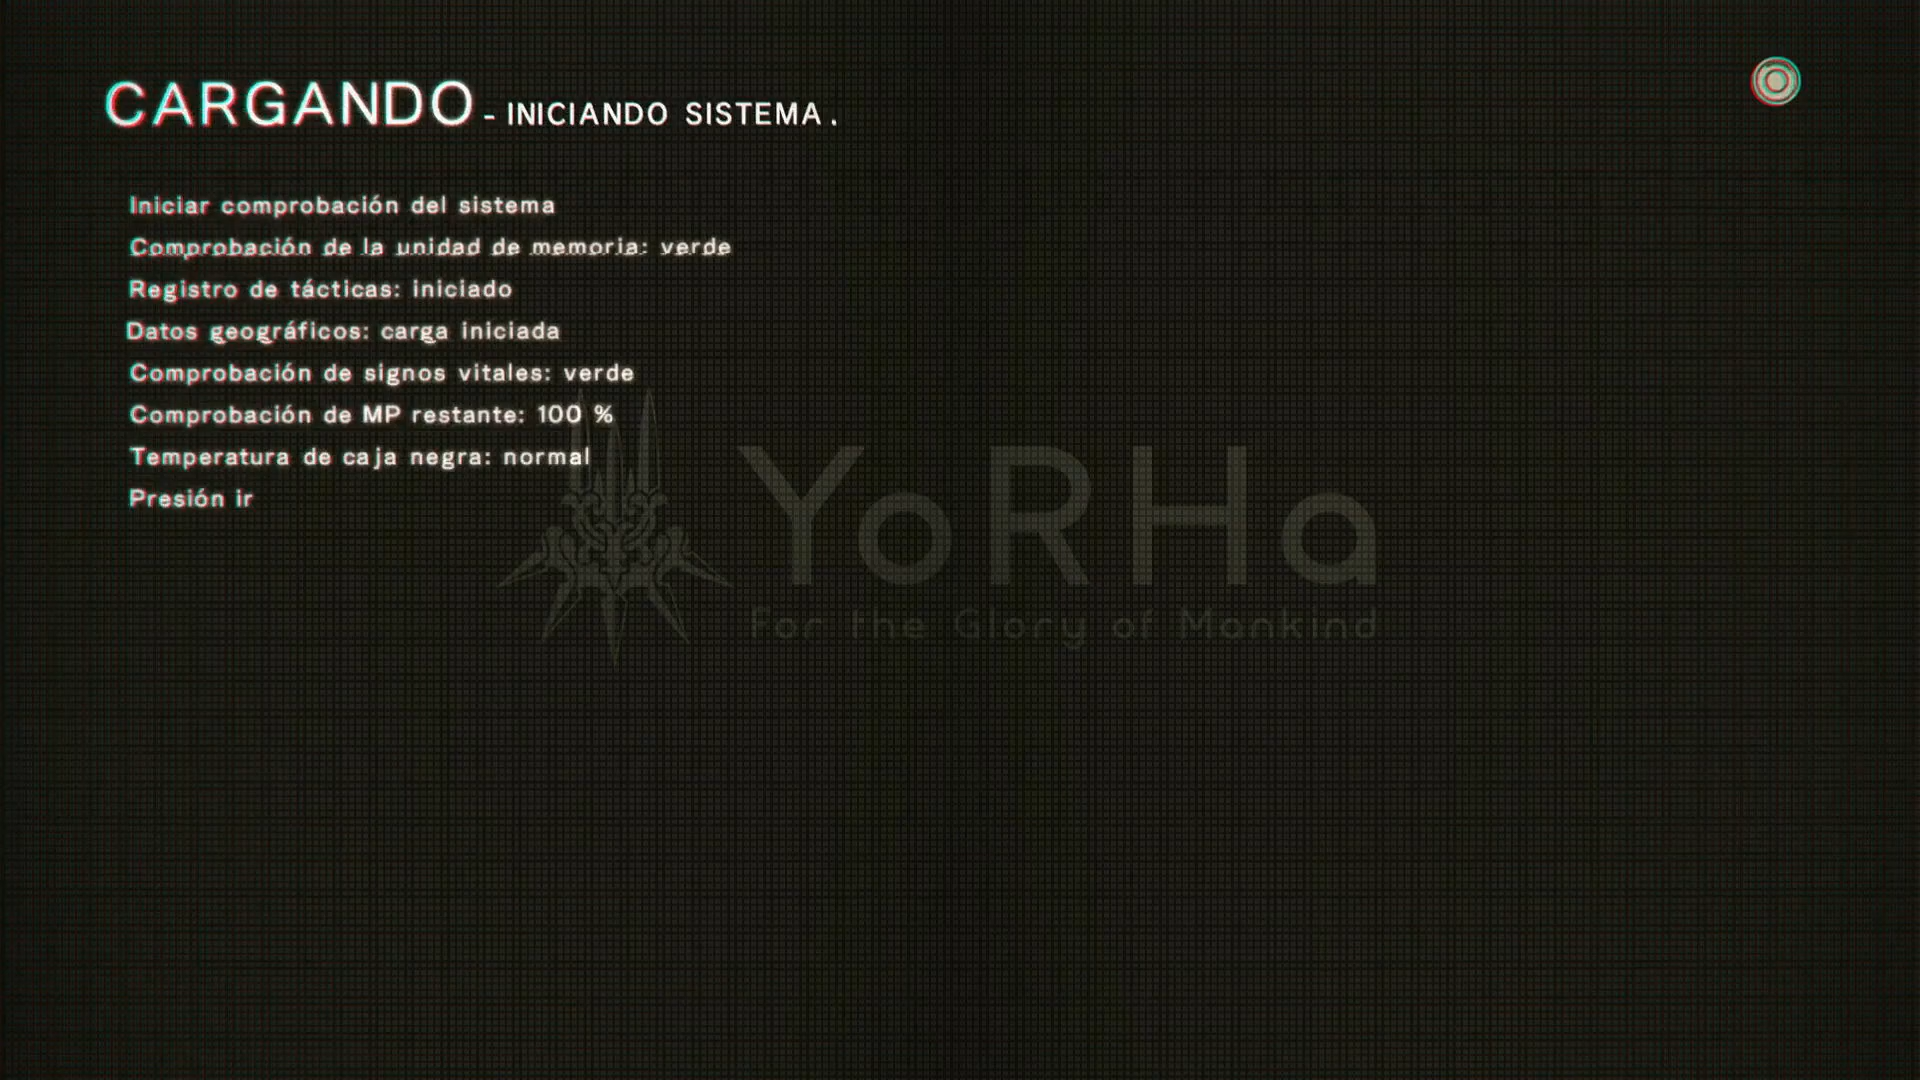 CARGANDO - INICIANDO SISTEMA.
Iniciar comprobación del sistema
Comprobación de la unidad de memoria: verde
Registro de tácticas: iniciado
Datos geográficos: carga iniciada
Comprobación de signos vitales: verde
Comprobación de MP restante: 100 %
Temperatura de caja negra: normal
Presión ir
YoRHa
For the Glory of Mankind